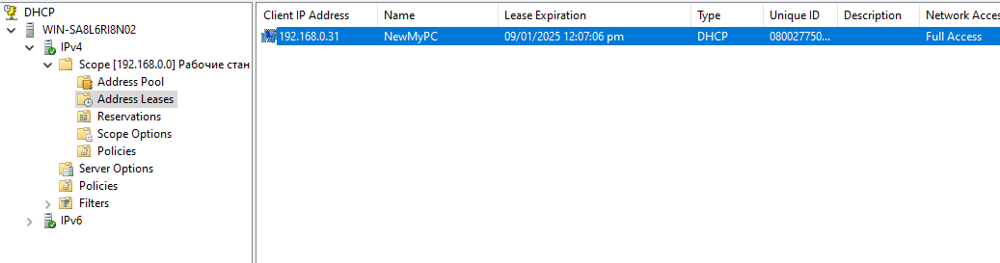 DHCP
WIN-SA8L6RI8N02
IPv4
Scope [192.168.0.0] Рабочие стан
Address Pool
Address Leases
Reservations
Scope Options
Policies
Server Options
Policies
Filters
IPv6
Client IP Address Name Lease Expiration Type Unique ID Description Network Acces
192.168.0.31 NewMyPC 09/01/2025 12:07:06 pm DHCP 080027750... Full Access